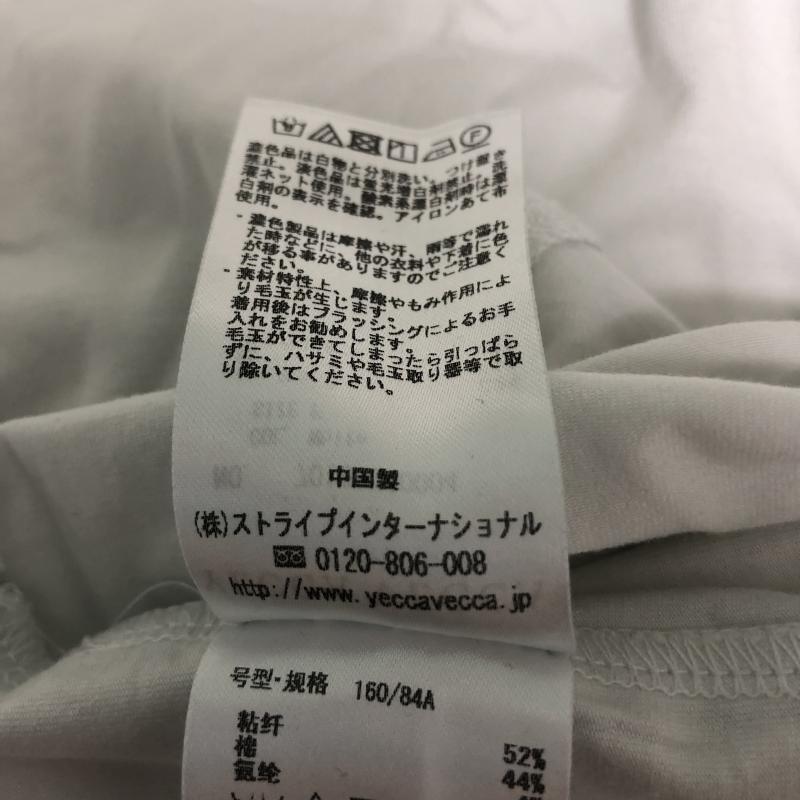 濃色品は白物と分別洗い。つけ置き
禁止。淡色品は蛍光増白剤禁止。洗
濯ネット使用。酸素系漂白剤時は漂
白剤の表示を確認。アイロンあて布
使用。
・濃色製品は摩擦や汗、雨等で濡れ
た時などに、他の衣料や下着に色
が移る事がありますのでご注意く
ださい。
・素材特性上、摩擦やもみ作用によ
り毛玉が生じます。
着用後はブラッシングによるお手
入れをお勧めします。
毛玉ができてしまったら引っぱら
ずに、ハサミや毛玉取り器等で取
り除いてください。
中国製
(株)ストライプインターナショナル
0120-806-008
http://www.yeccavecca.jp
号型・规格 160/84A
粘纤 52%
棉 44%
氨纶